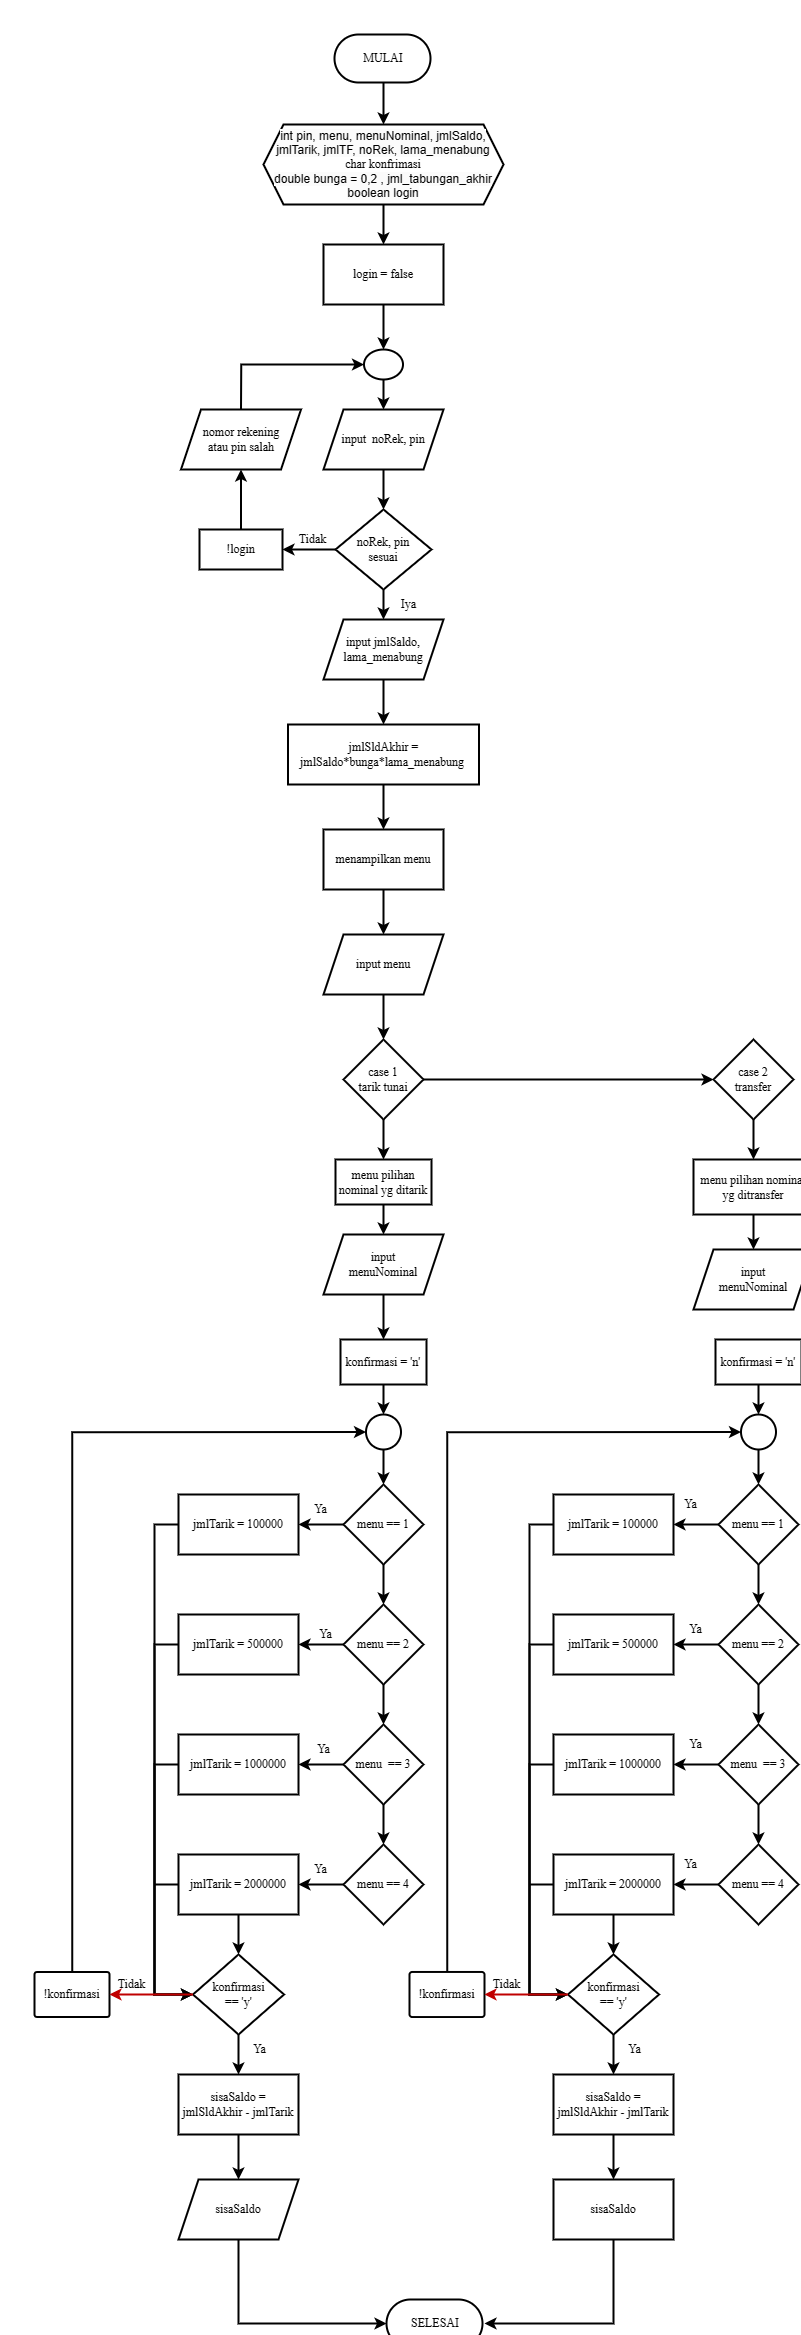 MULAI
int pin, menu, menuNominal, jmlSaldo,
jmlTarik, jmlTF, noRek, lama_menabung
char konfrimasi
double bunga = 0,2 , jml_tabungan_akhir
boolean login
login = false
nomor rekening
atau pin salah
input noRek, pin
!login
Tidak
noRek, pin
sesuai
Iya
input jmlSaldo,
lama_menabung
jmlSldAkhir =
jmlSaldo*bunga*lama_menabung
menampilkan menu
input menu
case 1
tarik tunai
case 2
transfer
menu pilihan
nominal yg ditarik
menu pilihan nomina
yg ditransfer
input
menuNominal
input
menuNominal
konfirmasi = 'n'
konfirmasi = 'n'
jmlTarik = 100000
Ya
menu == 1
jmlTarik = 100000
Ya
menu == 1
jmlTarik = 500000
Ya
menu == 2
jmlTarik = 500000
Ya
menu == 2
jmlTarik = 1000000
Ya
menu == 3
jmlTarik = 1000000
Ya
menu == 3
jmlTarik = 2000000
Ya
menu == 4
jmlTarik = 2000000
Ya
menu == 4
!konfirmasi
Tidak
konfirmasi
== 'y'
!konfirmasi
Tidak
konfirmasi
== 'y'
Ya
Ya
sisaSaldo =
jmlSldAkhir - jmlTarik
sisaSaldo =
jmlSldAkhir - jmlTarik
sisaSaldo
sisaSaldo
SELESAI